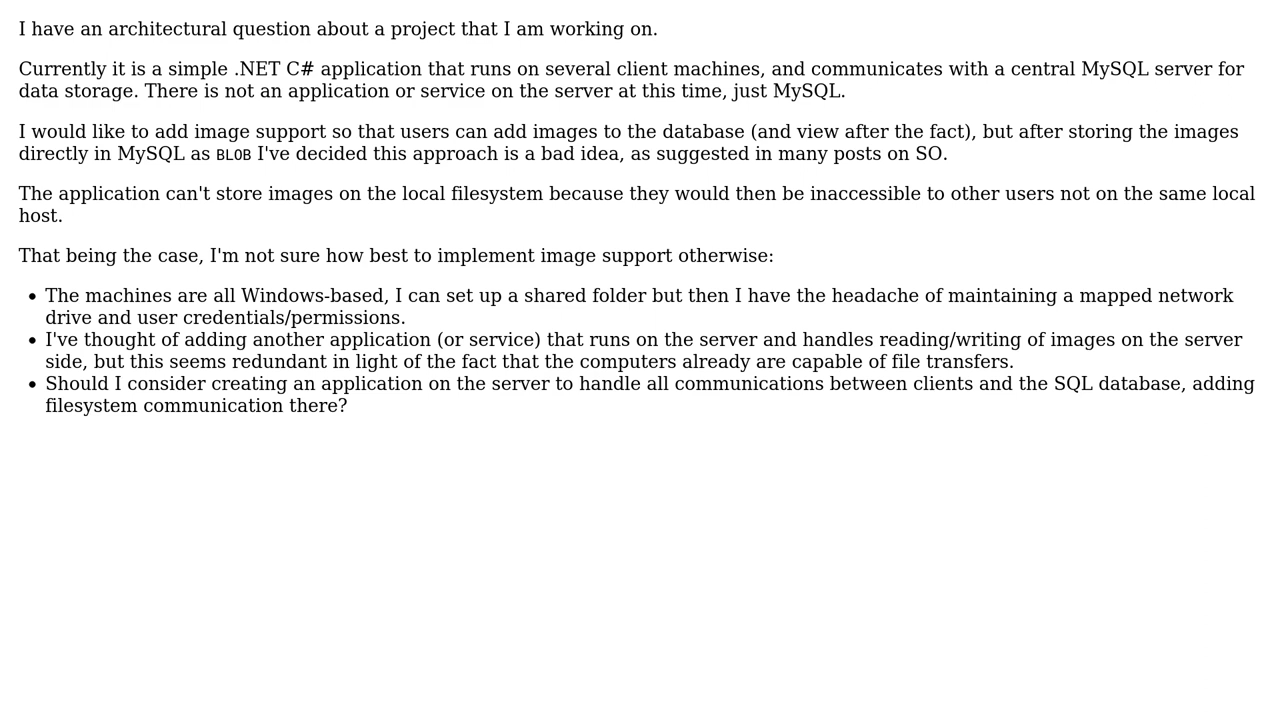 I have an architectural question about a project that I am working on.
Currently it is a simple .NET C# application that runs on several client machines, and communicates with a central MySQL server for
data storage. There is not an application or service on the server at this time, just MySQL.
I would like to add image support so that users can add images to the database (and view after the fact), but after storing the images
directly in MySQL as BLOB I've decided this approach is a bad idea, as suggested in many posts on SO.
The application can't store images on the local filesystem because they would then be inaccessible to other users not on the same local
host.
That being the case, I'm not sure how best to implement image support otherwise:
• The machines are all Windows-based, I can set up a shared folder but then I have the headache of maintaining a mapped network
drive and user credentials/permissions.
• I've thought of adding another application (or service) that runs on the server and handles reading/writing of images on the server
side, but this seems redundant in light of the fact that the computers already are capable of file transfers.
• Should I consider creating an application on the server to handle all communications between clients and the SQL database, adding
filesystem communication there?